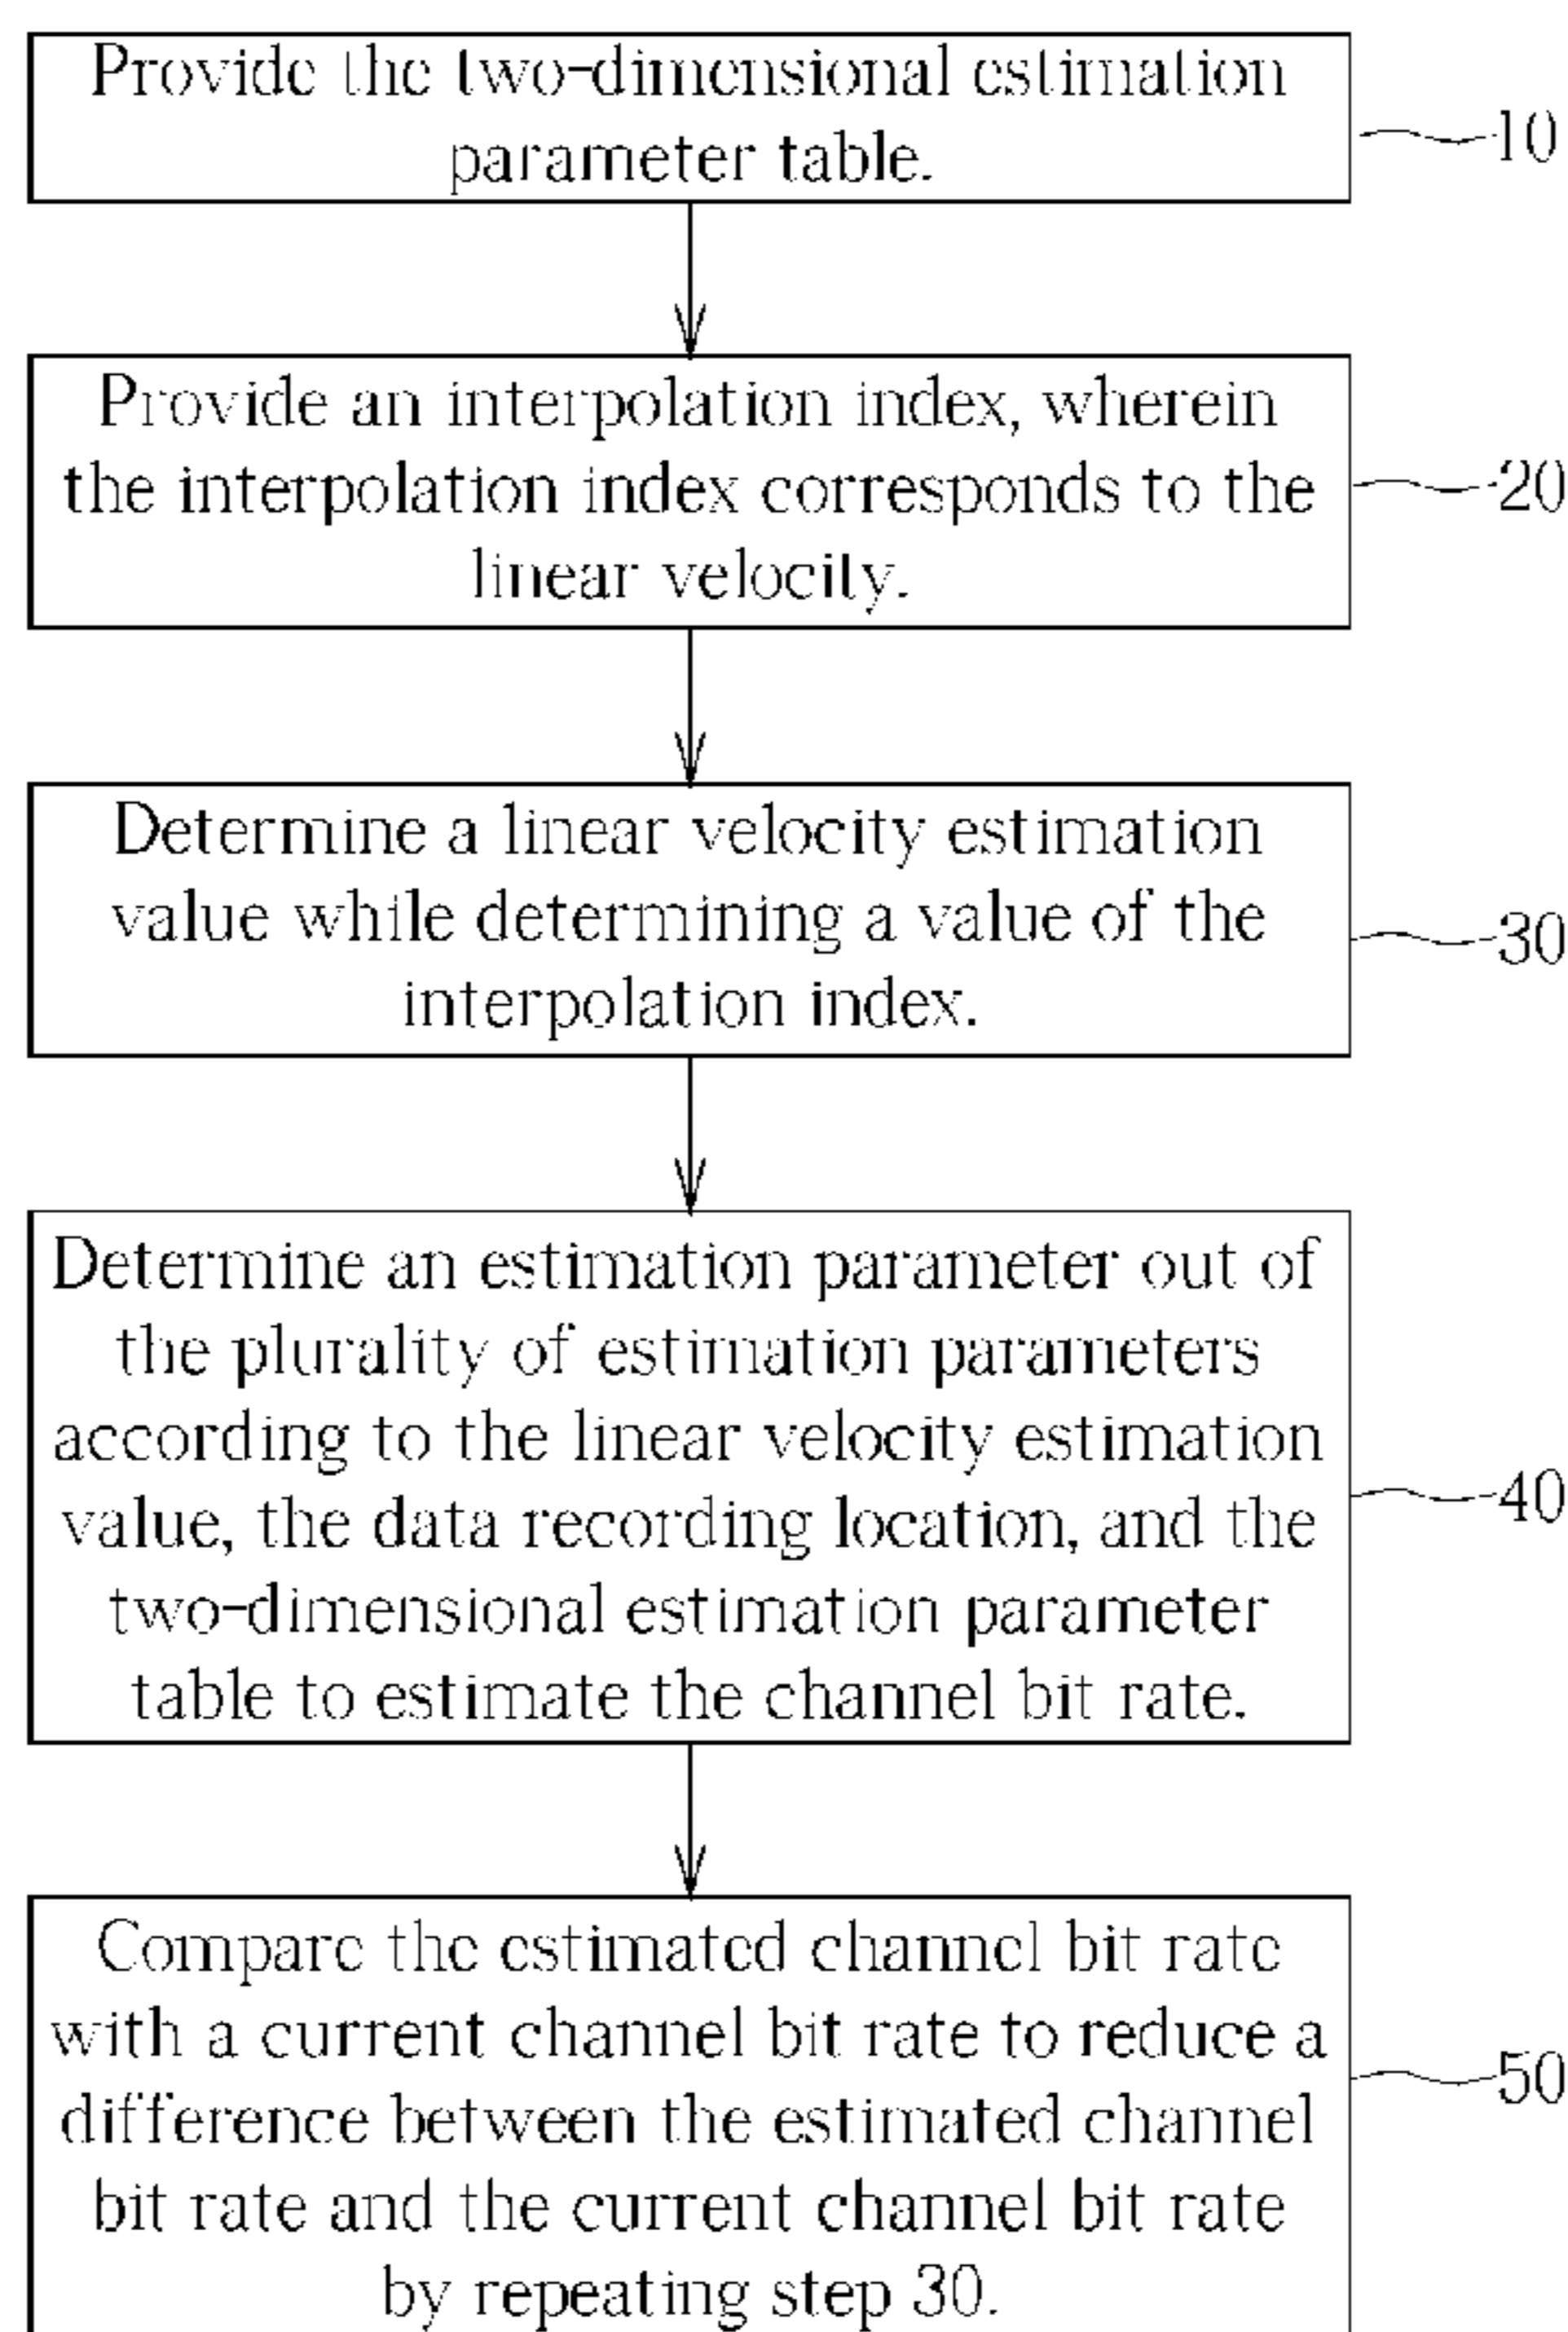 Provide the two-dimensional estimation
parameter table.
10
Provide an interpolation index, wherein
the interpolation index corresponds to the
linear velocity.
20
Determine a linear velocity estimation
value while determining a value of the
interpolation index.
30
Determine an estimation parameter out of
the plurality of estimation parameters
according to the linear velocity estimation
value, the data recording location, and the
two-dimensional estimation parameter
table to estimate the channel bit rate.
40
Compare the estimated channel bit rate
with a current channel bit rate to reduce a
difference between the estimated channel
bit rate and the current channel bit rate
by repeating step 30.
50